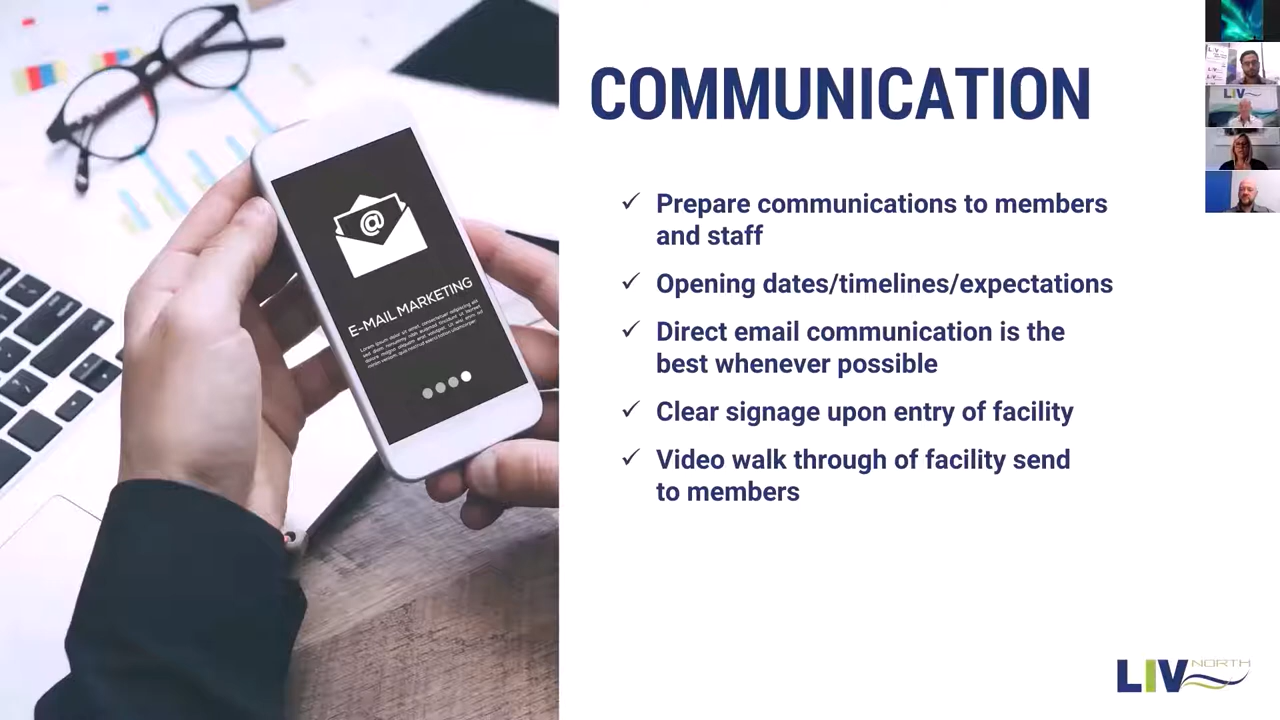 COMMUNICATION
✓ Prepare communications to members
and staff
✓ Opening dates/timelines/expectations
✓ Direct email communication is the
best whenever possible
✓ Clear signage upon entry of facility
✓ Video walk through of facility send
to members
@
E-MAIL MARKETING
LIV NORTH
LIV